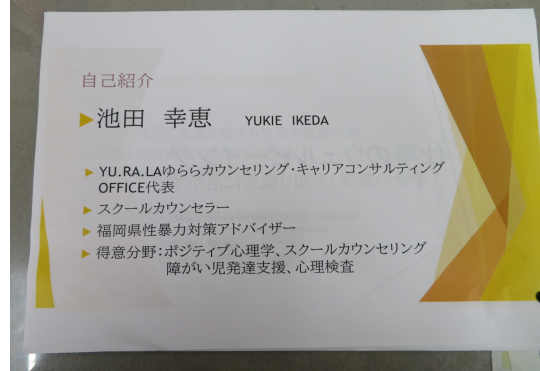 自己紹介
▶池田 幸恵 YUKIE IKEDA
▶ YU.RA.LAゆららカウンセリング・キャリアコンサルティング
OFFICE代表
▶ スクールカウンセラー
▶ 福岡県性暴力対策アドバイザー
▶ 得意分野：ポジティブ心理学、スクールカウンセリング
障がい児発達支援、心理検査